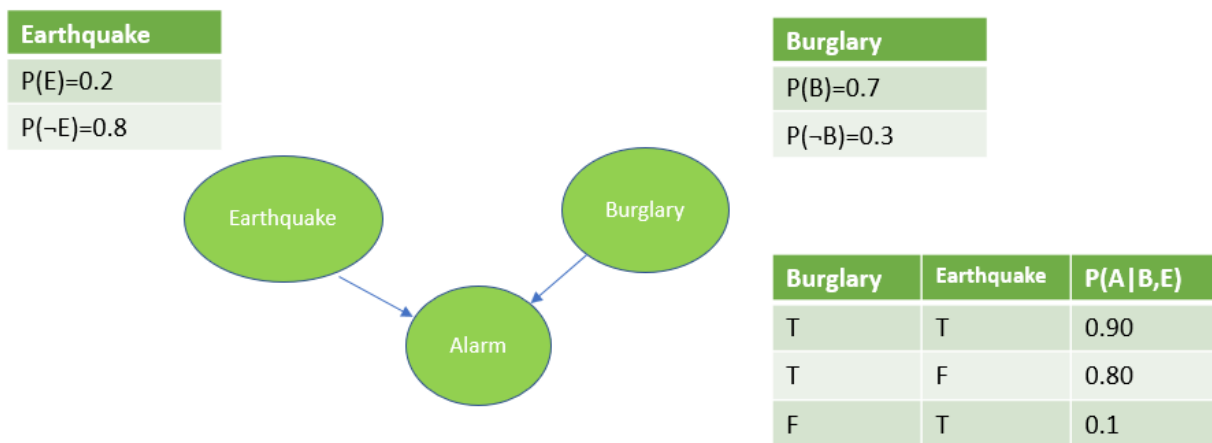 Earthquake
P(E)=0.2
P(¬E)=0.8
Burglary
P(B)=0.7
P(¬B)=0.3
Earthquake
Burglary
Alarm
Burglary Earthquake P(A|B,E)
T T 0.90
T F 0.80
F T 0.1